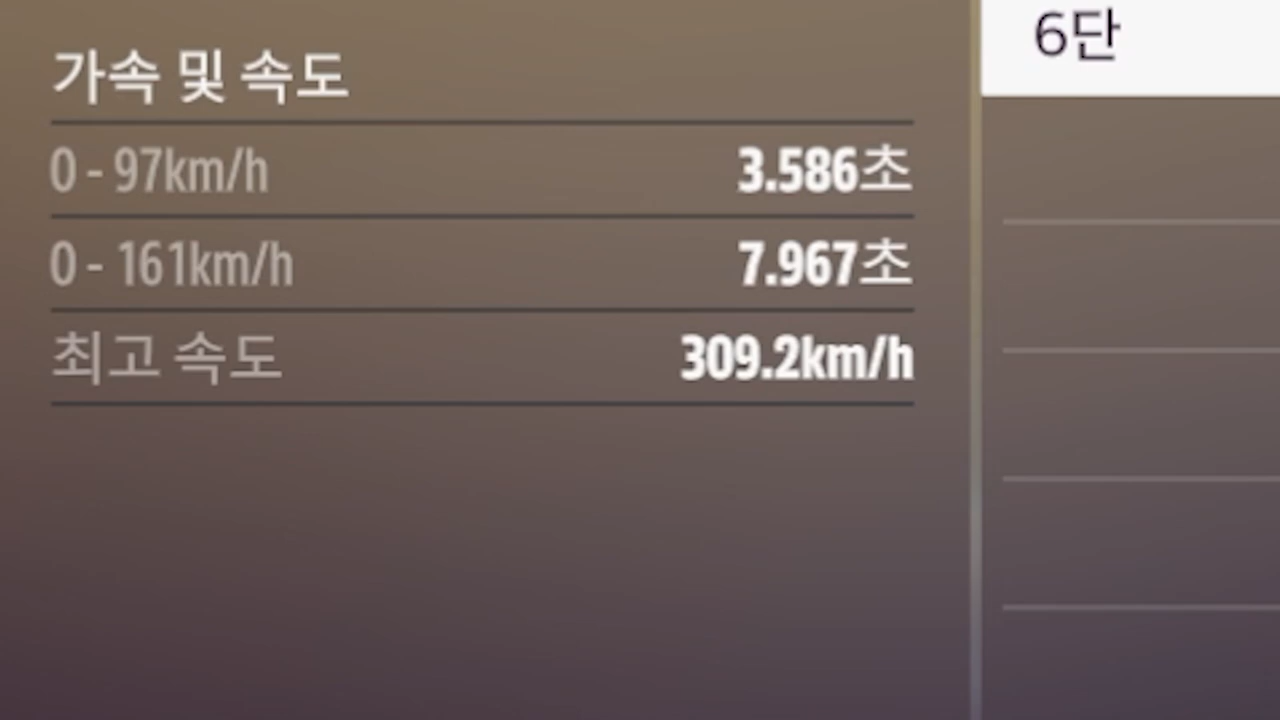 가속 및 속도
0 - 97km/h 3.586초
0 - 161km/h 7.967초
최고 속도 309.2km/h
6단